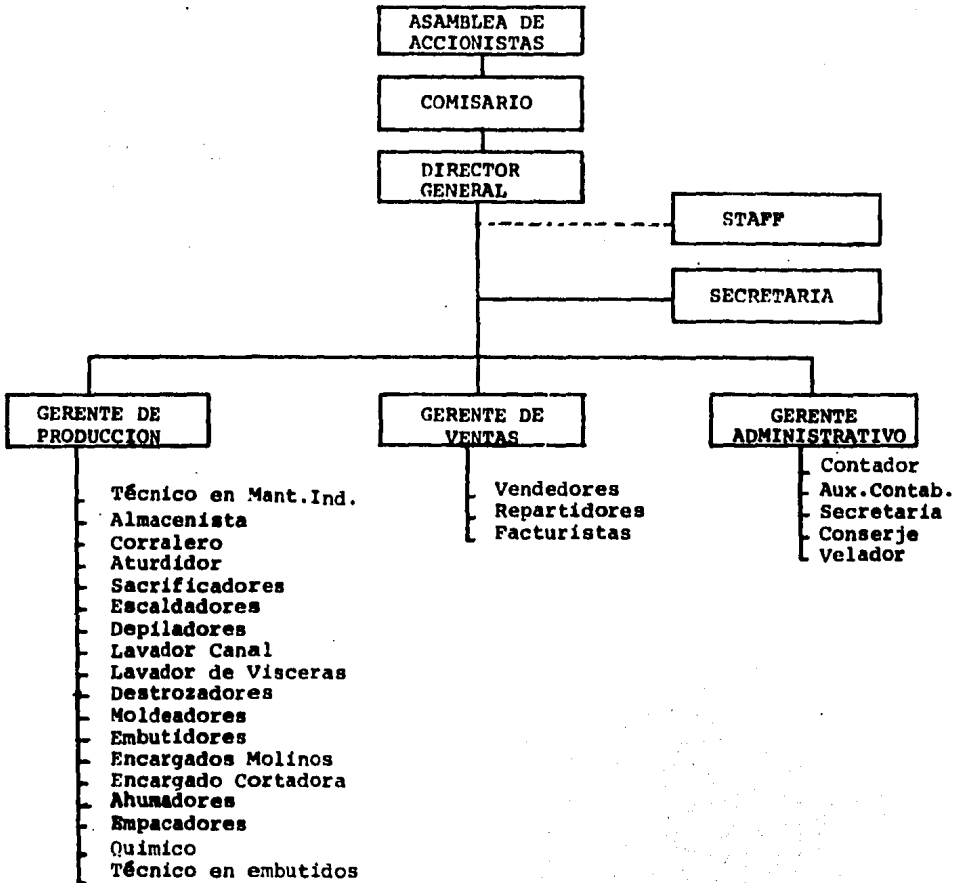 ASAMBLEA DE
ACCIONISTAS
COMISARIO
DIRECTOR
GENERAL
STAFF
SECRETARIA
GERENTE DE
PRODUCCION
GERENTE DE
VENTAS
GERENTE
ADMINISTRATIVO
Técnico en Mant.Ind.
Almacenista
Corralero
Aturdidor
Sacrificadores
Escaldadores
Depiladores
Lavador Canal
Lavador de Visceras
Destrozadores
Moldeadores
Embutidores
Encargados Molinos
Encargado Cortadora
Ahumadores
Empacadores
Quimico
Técnico en embutidos
Vendedores
Repartidores
Facturistas
Contador
Aux.Contab.
Secretaria
Conserje
Velador